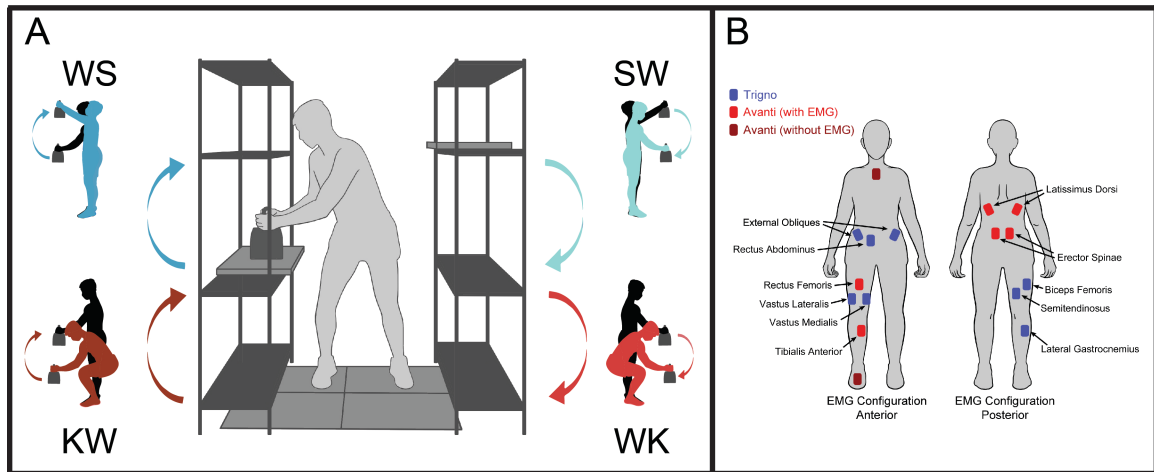 A
WS
SW
KW
WK
B
Trigno
Avanti (with EMG)
Avanti (without EMG)
External Obliques
Rectus Abdominus
Rectus Femoris
Vastus Lateralis
Vastus Medialis
Tibialis Anterior
EMG Configuration
Anterior
Latissimus Dorsi
Erector Spinae
Biceps Femoris
Semitendinosus
Lateral Gastrocnemius
EMG Configuration
Posterior